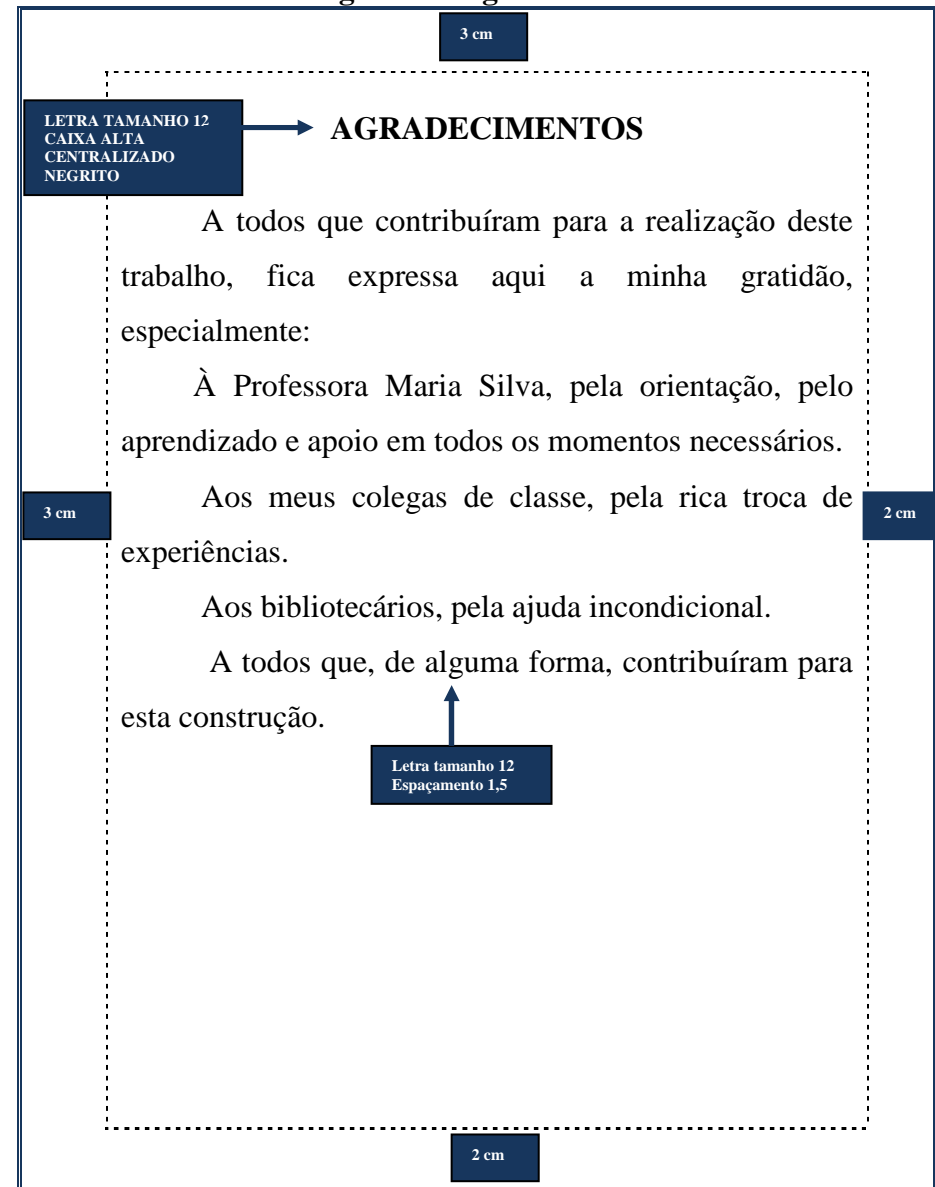 3 cm
LETRA TAMANHO 12
CAIXA ALTA
CENTRALIZADO
NEGRITO
AGRADECIMENTOS
A todos que contribuíram para a realização deste
trabalho, fica expressa aqui a minha gratidão,
especialmente:
À Professora Maria Silva, pela orientação, pelo
aprendizado e apoio em todos os momentos necessários.
Aos meus colegas de classe, pela rica troca de
3 cm
2 cm
experiências.
Aos bibliotecários, pela ajuda incondicional.
A todos que, de alguma forma, contribuíram para
esta construção.
Letra tamanho 12
Espaçamento 1,5
2 cm